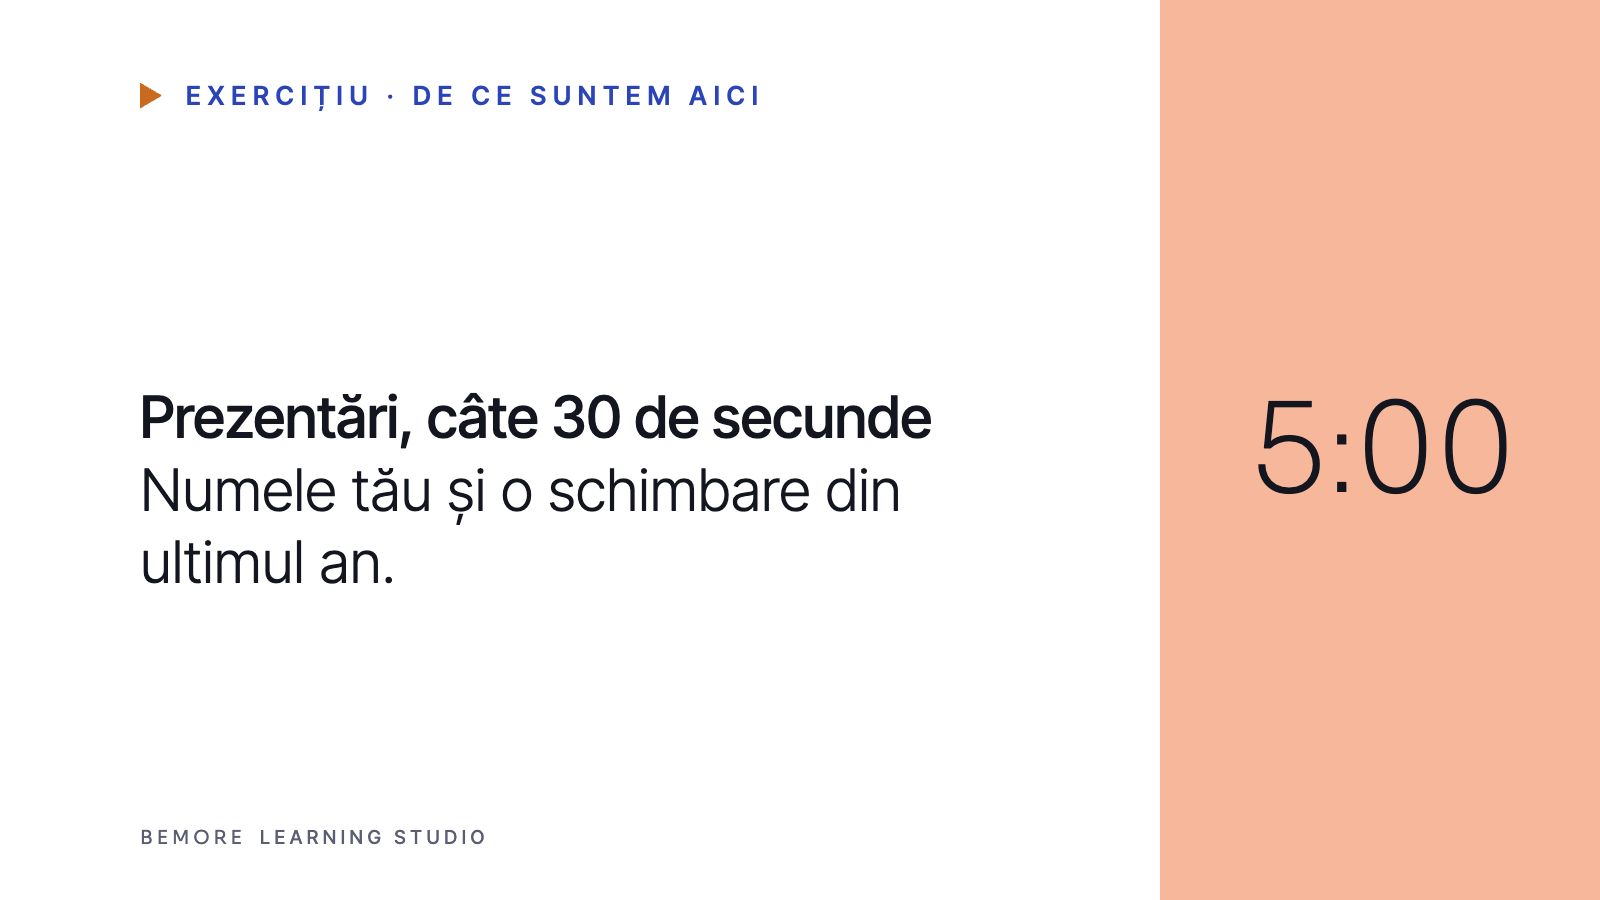 EXERCIȚIU · DE CE SUNTEM AICI
Prezentări, câte 30 de secunde
Numele tău și o schimbare din
ultimul an.
5:00
BEMORE LEARNING STUDIO